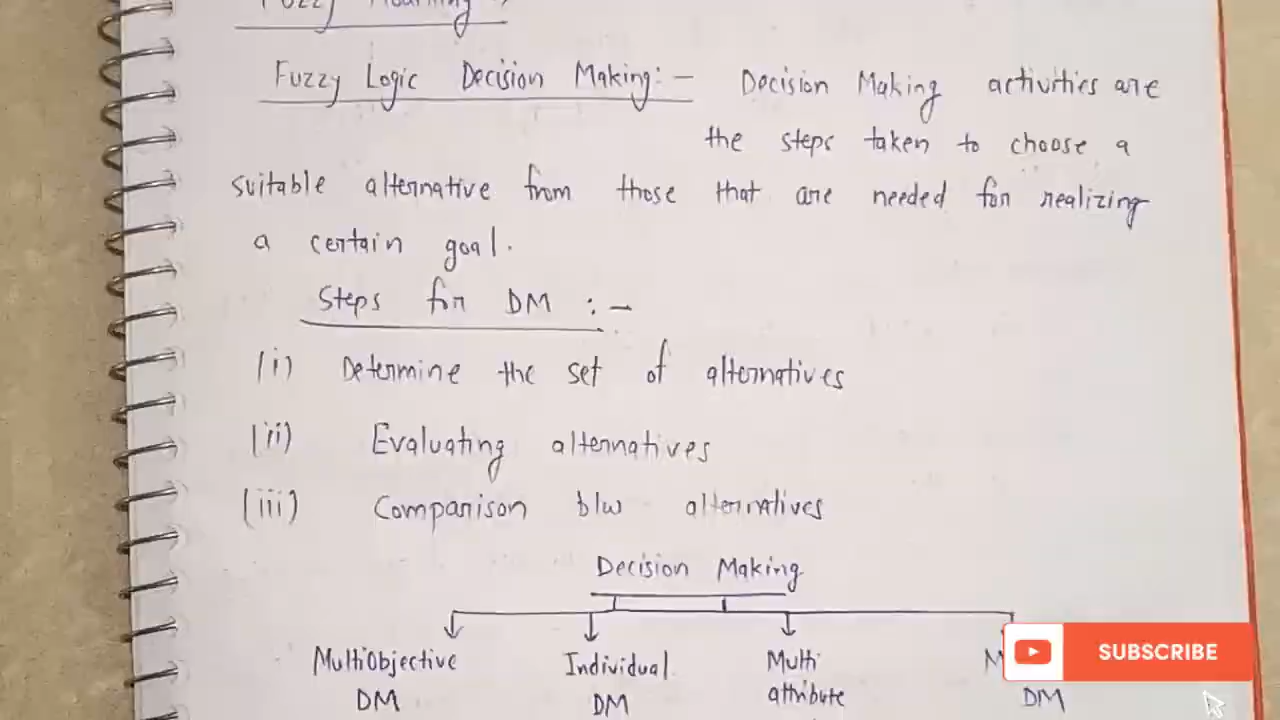 Fuzzy
Fuzzy Logic Decision Making:- Decision Making activities are
the steps taken to choose a
suitable alternative from those that are needed for realizing
a certain goal.
Steps for DM :-
(i) Determine the set of alternatives
(ii) Evaluating alternatives
(iii) Comparison b/w alternatives
Decision Making
MultiObjective Individual Multi
DM DM attribute DM
SUBSCRIBE